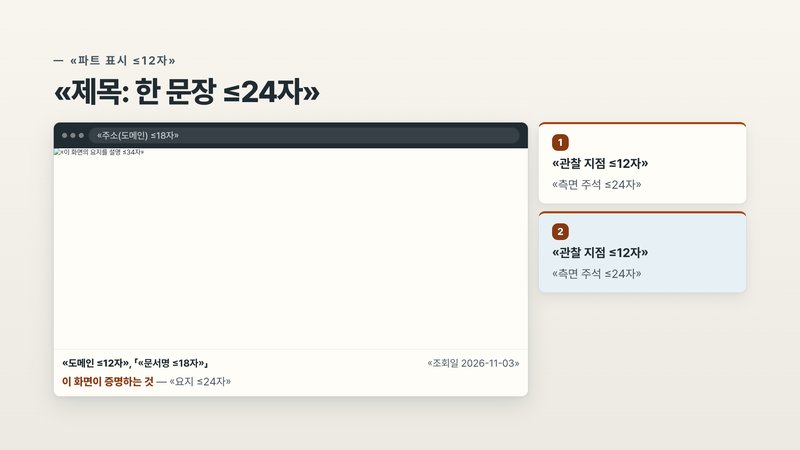 — «파트 표시 ≤12자»
«제목: 한 문장 ≤24자»
«주소(도메인) ≤18자»
«이 화면의 요지를 설명 ≤34자»
«도메인 ≤12자», 「«문서명 ≤18자»」
«조회일 2026-11-03»
이 화면이 증명하는 것 — «요지 ≤24자»
1
«관찰 지점 ≤12자»
«측면 주석 ≤24자»
2
«관찰 지점 ≤12자»
«측면 주석 ≤24자»